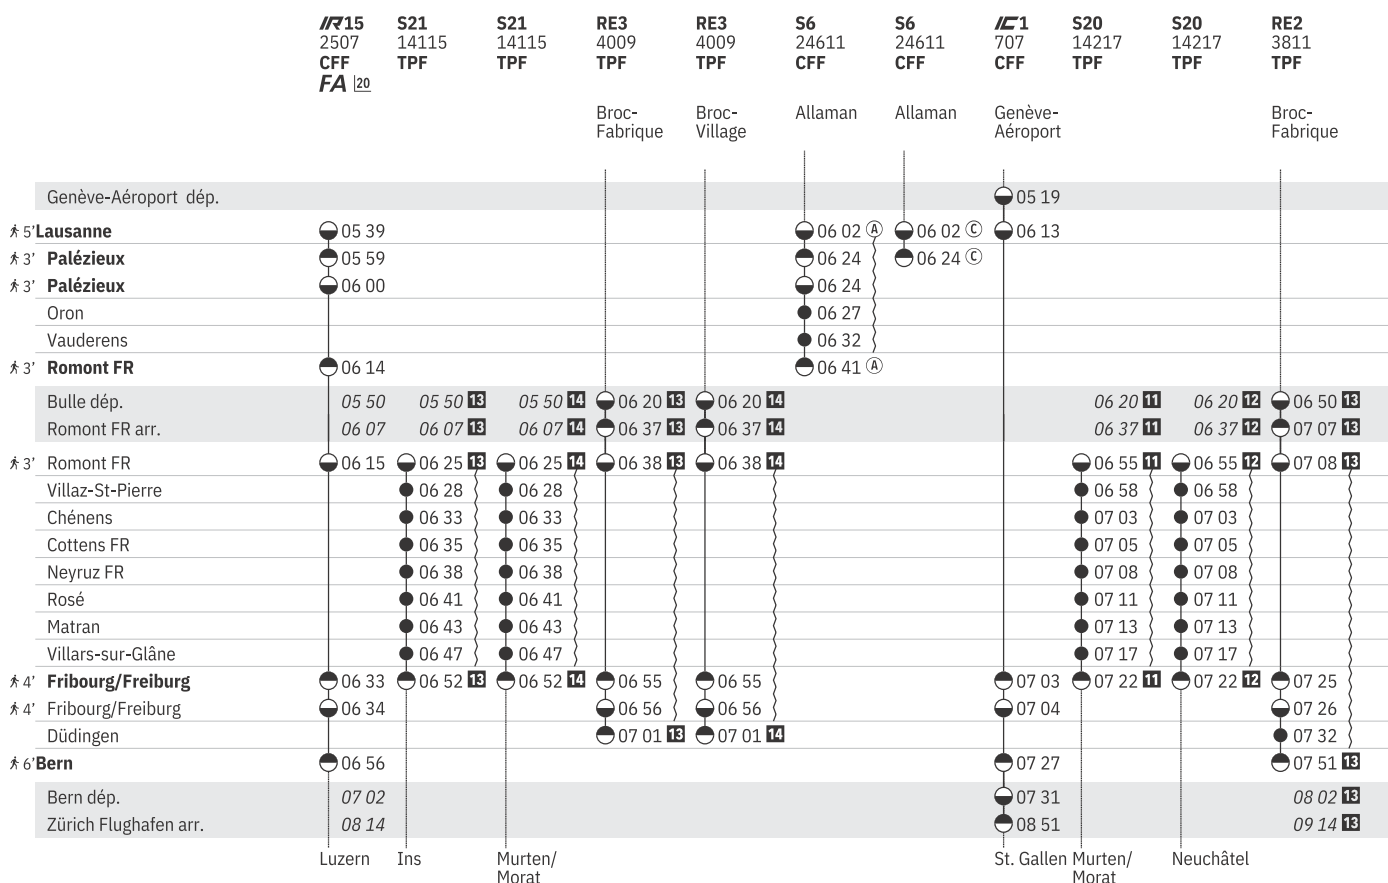 IR15 S21 S21 RE3 RE3 S6 S6 IC1 S20 S20 RE2
2507 14115 14115 4009 4009 24611 24611 707 14217 14217 3811
CFF TPF TPF TPF TPF CFF CFF CFF TPF TPF TPF
FA 20
Broc- Broc- Allaman Allaman Genève- Broc-
Fabrique Village Aéroport Fabrique
Genève-Aéroport dép. 05 19
5' Lausanne 05 39 06 02 A 06 02 C 06 13
3' Palézieux 05 59 06 24 06 24 C
3' Palézieux 06 00 06 24
Oron 06 27
Vauderens 06 32
3' Romont FR 06 14 06 41 A
Bulle dép. 05 50 05 50 13 05 50 14 06 20 13 06 20 14 06 20 11 06 20 12 06 50 13
Romont FR arr. 06 07 06 07 13 06 07 14 06 37 13 06 37 14 06 37 11 06 37 12 07 07 13
3' Romont FR 06 15 06 25 13 06 25 14 06 38 13 06 38 14 06 55 11 06 55 12 07 08 13
Villaz-St-Pierre 06 28 06 28 06 58 06 58
Chénens 06 33 06 33 07 03 07 03
Cottens FR 06 35 06 35 07 05 07 05
Neyruz FR 06 38 06 38 07 08 07 08
Rosé 06 41 06 41 07 11 07 11
Matran 06 43 06 43 07 13 07 13
Villars-sur-Glâne 06 47 06 47 07 17 07 17
4' Fribourg/Freiburg 06 33 06 52 13 06 52 14 06 55 06 55 07 03 07 22 11 07 22 12 07 25
4' Fribourg/Freiburg 06 34 06 56 06 56 07 04 07 26
Düdingen 07 01 13 07 01 14 07 32
6' Bern 06 56 07 27 07 51 13
Bern dép. 07 02 07 31 08 02 13
Zürich Flughafen arr. 08 14 08 51 09 14 13
Luzern Ins Murten/ St. Gallen Murten/ Neuchâtel
Morat Morat